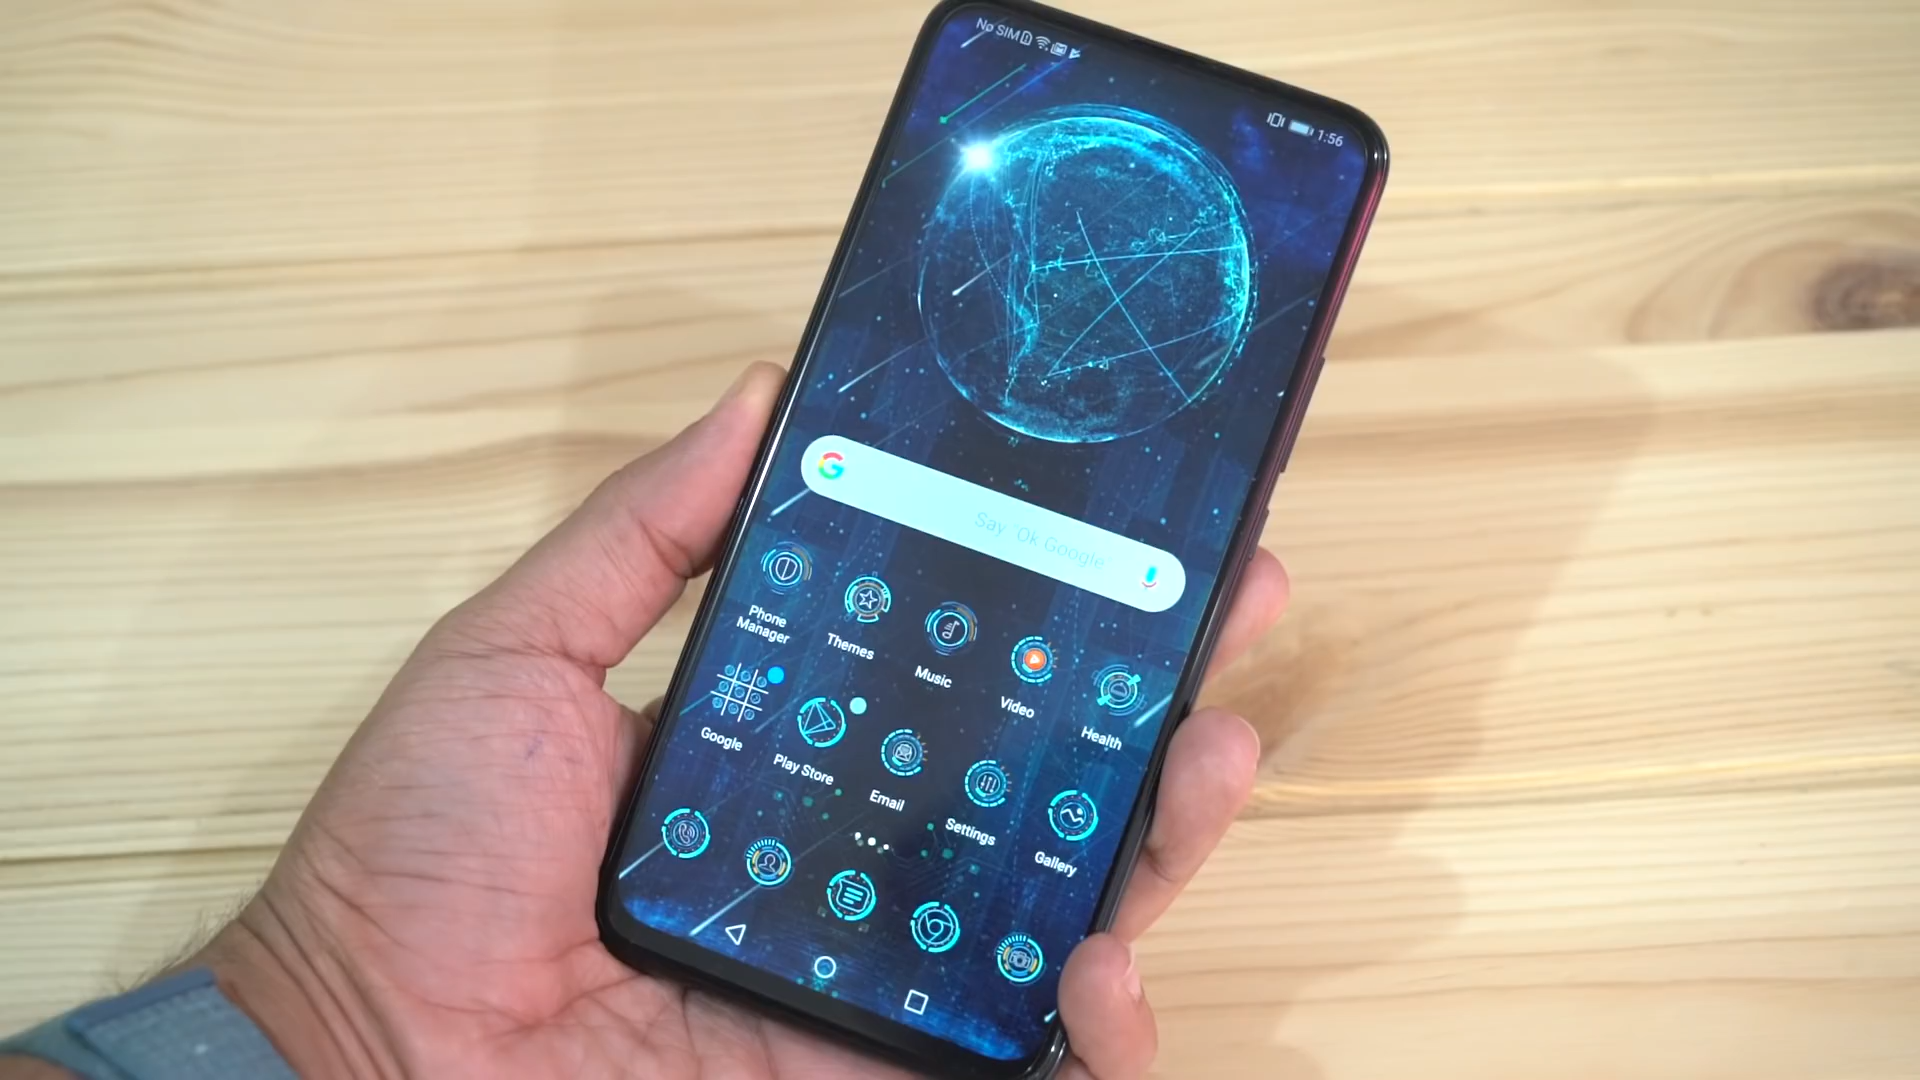 No SIM
1:56
G
Say "Ok Google"
Phone
Manager
Themes
Music
Video
Health
Google
Play Store
Email
Settings
Gallery